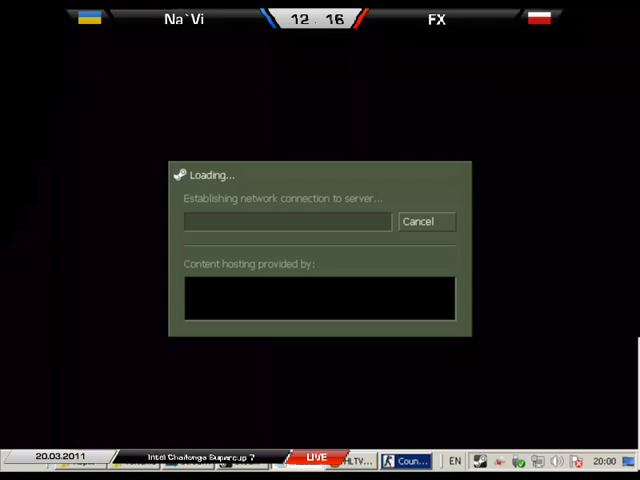 Na`Vi 12 . 16 FX
Loading...
Establishing network connection to server...
Cancel
Content hosting provided by:
20.03.2011 Intel Challenge Supercup 7 LIVE HLTV... Coun... EN 20:00